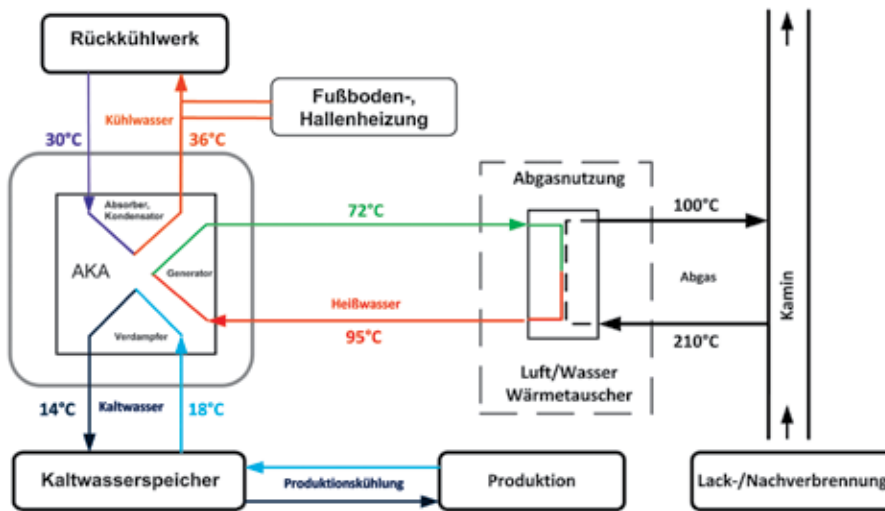 Rückkühlwerk
Fußboden-,
Hallenheizung
Kühlwasser
30°C
36°C
Absorber,
Kondensator
AKA
Generator
Verdampfer
72°C
Heißwasser
95°C
Abgasnutzung
100°C
Abgas
210°C
Kamin
Luft/Wasser
Wärmetauscher
14°C
Kaltwasser
18°C
Kaltwasserspeicher
Produktionskühlung
Produktion
Lack-/Nachverbrennung